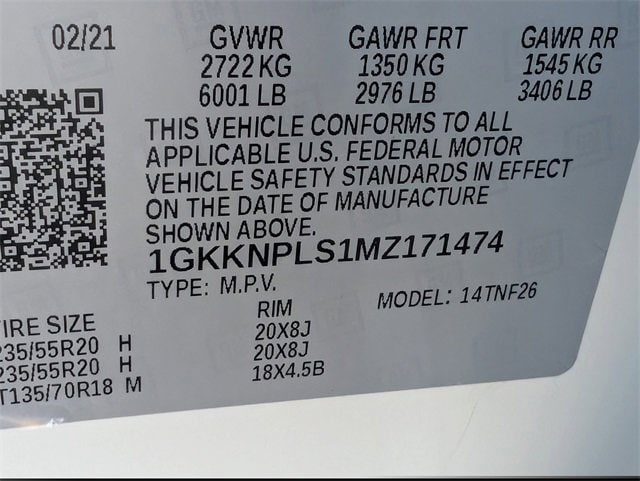 02/21 GVWR GAWR FRT GAWR RR
2722 KG 1350 KG 1545 KG
6001 LB 2976 LB 3406 LB
THIS VEHICLE CONFORMS TO ALL
APPLICABLE U.S. FEDERAL MOTOR
VEHICLE SAFETY STANDARDS IN EFFECT
ON THE DATE OF MANUFACTURE
SHOWN ABOVE.
1GKKNPLS1MZ171474
TYPE: M.P.V. MODEL: 14TNF26
IRE SIZE RIM
235/55R20 H 20X8J
235/55R20 H 20X8J
T135/70R18 M 18X4.5B